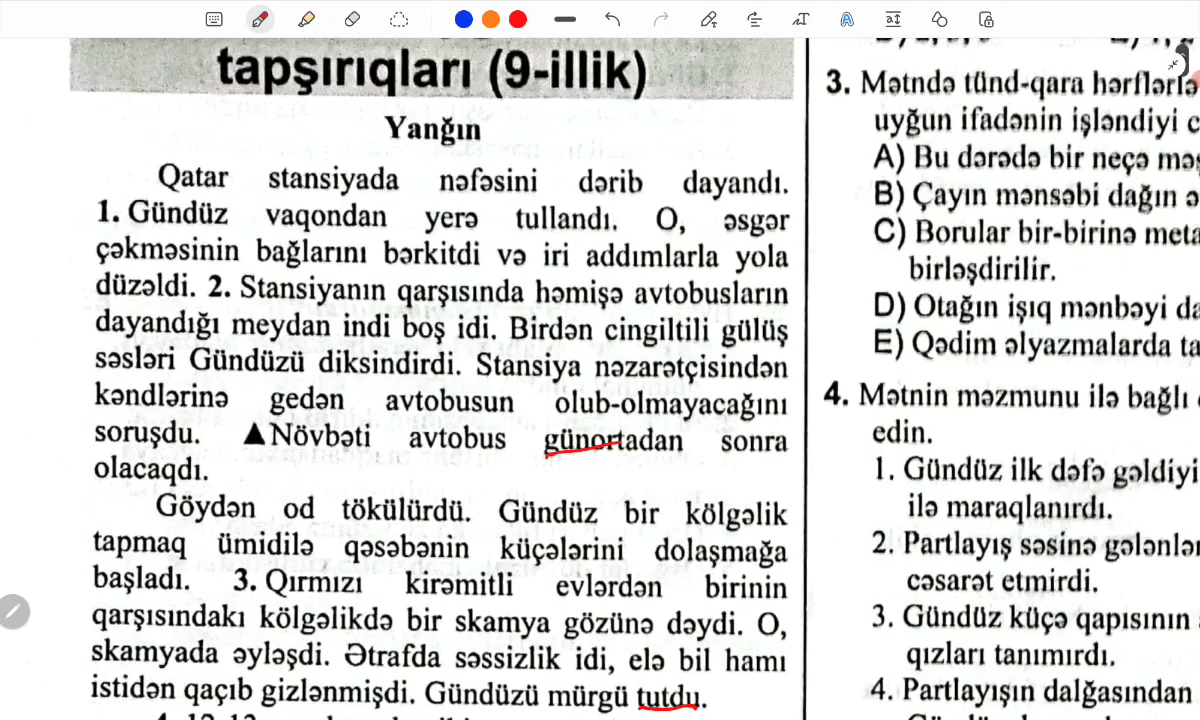 tapşırıqları (9-illik)
Yanğın
Qatar stansiyada nəfəsini dərib dayandı.
1. Gündüz vaqondan yerə tullandı. O, əsgər
çəkməsinin bağlarını bərkitdi və iri addımlarla yola
düzəldi. 2. Stansiyanın qarşısında həmişə avtobusların
dayandığı meydan indi boş idi. Birdən cingiltili gülüş
səsləri Gündüzü diksindirdi. Stansiya nəzarətçisindən
kəndlərinə gedən avtobusun olub-olmayacağını
soruşdu. ▲Növbəti avtobus günortadan sonra
olacaqdı.
Göydən od tökülürdü. Gündüz bir kölgəlik
tapmaq ümidilə qəsəbənin küçələrini dolaşmağa
başladı. 3. Qırmızı kirəmitli evlərdən birinin
qarşısındakı kölgəlikdə bir skamya gözünə dəydi. O,
skamyada əyləşdi. Ətrafda səssizlik idi, elə bil hamı
istidən qaçıb gizlənmişdi. Gündüzü mürgü tutdu.
3. Mətndə tünd-qara hərflərlə
uyğun ifadənin işləndiyi
A) Bu dərədə bir neçə
B) Çayın mənsəbi dağın
C) Borular bir-birinə
birləşdirilir.
D) Otağın işıq mənbəyi
E) Qədim əlyazmalarda
4. Mətnin məzmunu ilə bağlı
edin.
1. Gündüz ilk dəfə gəldiyi
ilə maraqlanırdı.
2. Partlayış səsinə
cəsarət etmirdi.
3. Gündüz küçə qapısının
qızları tanımırdı.
4. Partlayışın dalğasından